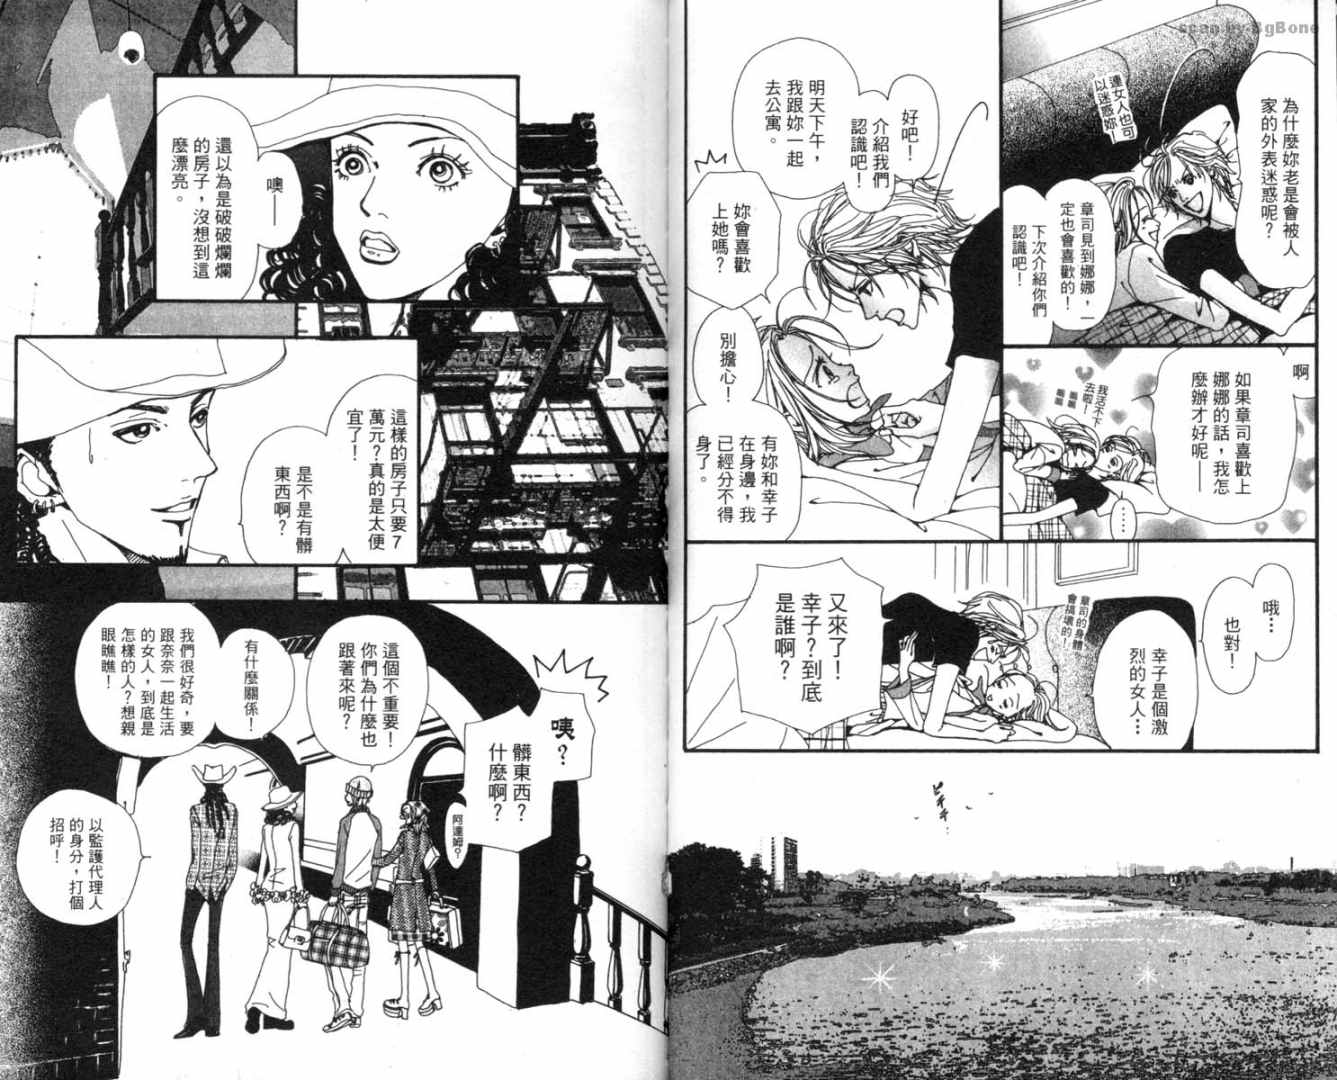 scan by BgBone
為什麼妳老是會被人
家的外表迷惑呢？
連女人也可
以迷惑妳！
章司見到娜娜，一
定也會喜歡的！
下次介紹你們
認識吧！
啊
如果章司喜歡上
娜娜的話，我怎
麼辦才好呢——
我活不下
去啦！
嗚嗚
嗚嗚
……
好吧！
介紹我們
認識吧！
明天下午，
我跟妳一起
去公寓。
妳會喜歡
上她嗎？
別擔心！
有妳和幸子
在身邊，我
已經分不得
身了。
哦…
也對！
幸子是個激
烈的女人…
章司的身體
會搞壞的！
又來了！
幸子？到底
是誰啊？
ピチチ
噢——
還以為是破破爛爛
的房子，沒想到這
麼漂亮。
這樣的房子只要7
萬元？真的是太便
宜了！
是不是有髒
東西啊？
咦？
髒東西？
什麼啊？
阿達姆？
這個不重要！
你們為什麼也
跟著來呢？
有什麼關係！
我們很好奇，要
跟奈奈一起生活
的女人，到底是
怎樣的人？想親
眼瞧瞧！
以監護代理人
的身分，打個
招呼！